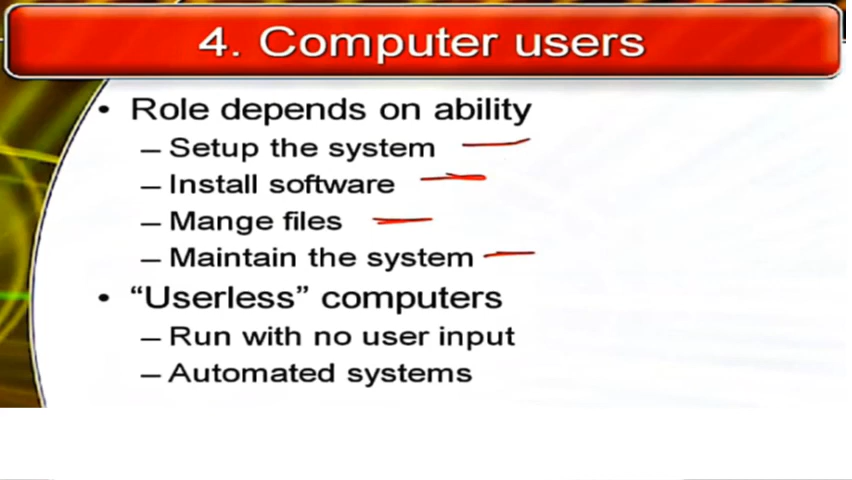 4. Computer users
• Role depends on ability
– Setup the system
– Install software
– Mange files
– Maintain the system
• “Userless” computers
– Run with no user input
– Automated systems